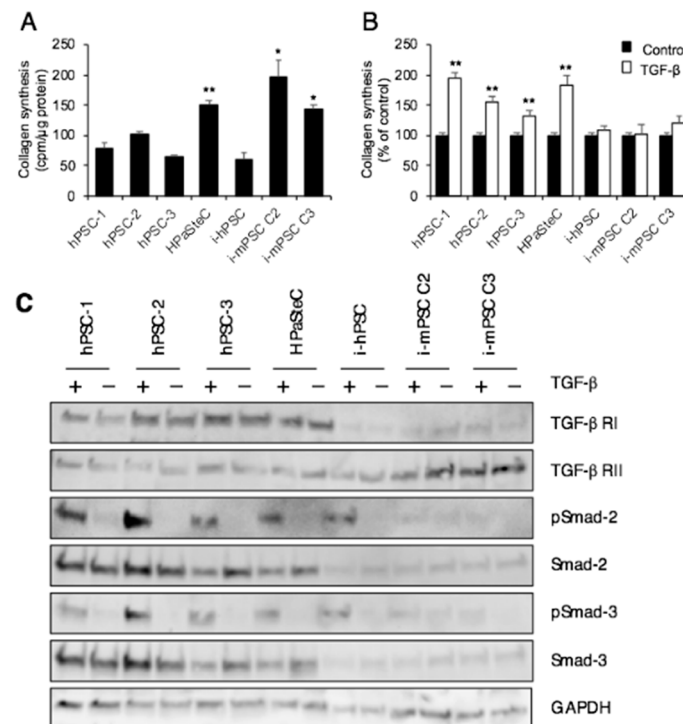 A
Collagen synthesis
(cpm/µg protein)
250
200
150
100
50
0
**
*
*
hPSC-1
hPSC-2
hPSC-3
HPaSteC
i-hPSC
i-mPSC C2
i-mPSC C3
B
Collagen synthesis
(% of control)
250
200
150
100
50
0
**
**
**
**
Control
TGF-β
hPSC-1
hPSC-2
hPSC-3
HPaSteC
i-hPSC
i-mPSC C2
i-mPSC C3
C
hPSC-1
hPSC-2
hPSC-3
HPaSteC
i-hPSC
i-mPSC C2
i-mPSC C3
+ − + − + − + − + − + − + − TGF-β
TGF-β RI
TGF-β RII
pSmad-2
Smad-2
pSmad-3
Smad-3
GAPDH